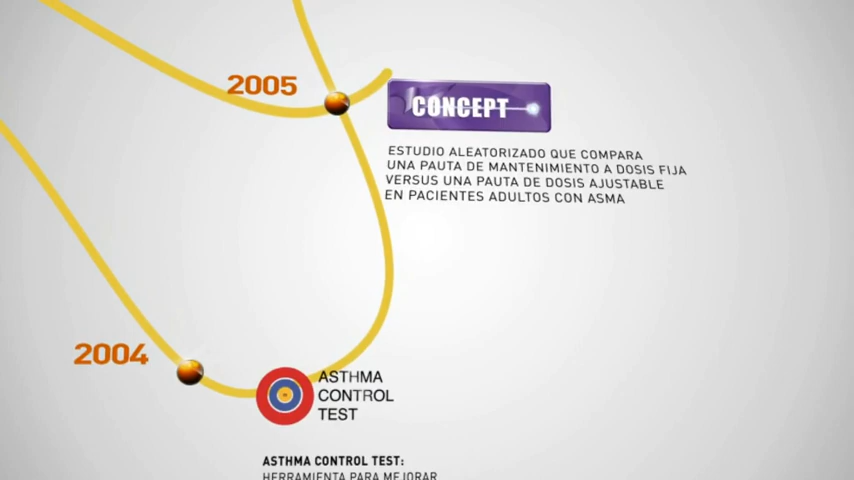 2005
CONCEPT
ESTUDIO ALEATORIZADO QUE COMPARA
UNA PAUTA DE MANTENIMIENTO A DOSIS FIJA
VERSUS UNA PAUTA DE DOSIS AJUSTABLE
EN PACIENTES ADULTOS CON ASMA
2004
ASTHMA
CONTROL
TEST
ASTHMA CONTROL TEST:
HERRAMIENTA PARA MEJORAR